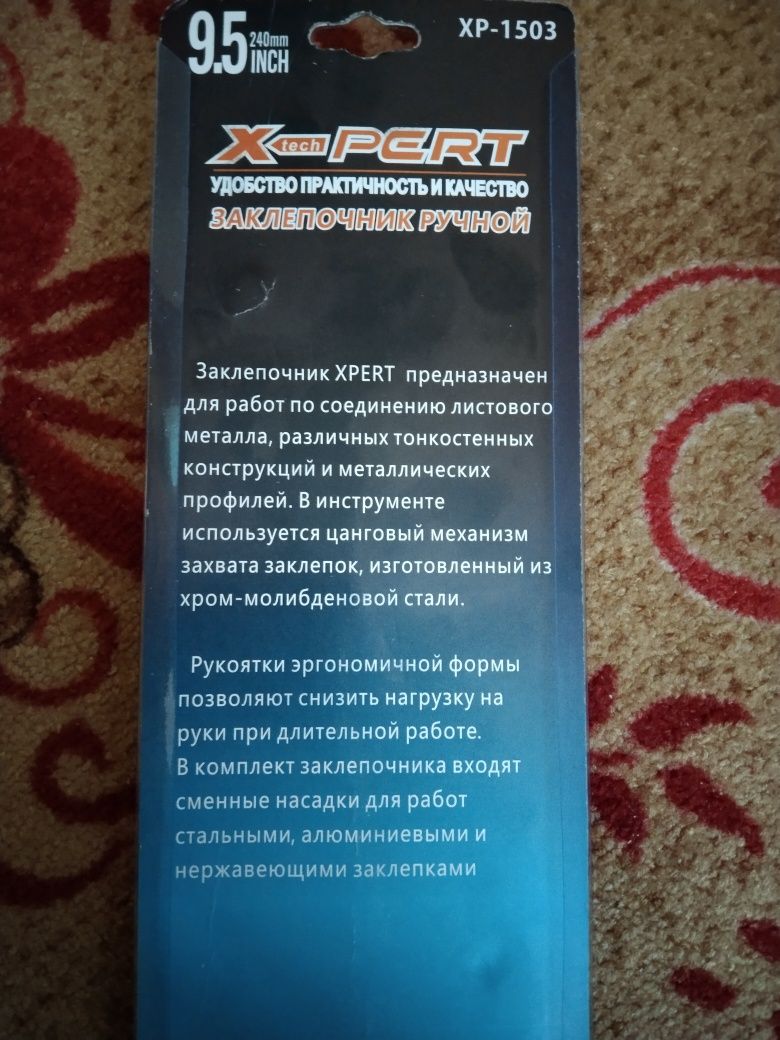 9.5 240mm INCH
XP-1503
X-tech PERT
УДОБСТВО ПРАКТИЧНОСТЬ И КАЧЕСТВО
ЗАКЛЕПОЧНИК РУЧНОЙ
Заклепочник XPERT предназначен
для работ по соединению листового
металла, различных тонкостенных
конструкций и металлических
профилей. В инструменте
используется цанговый механизм
захвата заклепок, изготовленный из
хром-молибденовой стали.
Рукоятки эргономичной формы
позволяют снизить нагрузку на
руки при длительной работе.
В комплект заклепочника входят
сменные насадки для работ
стальными, алюминиевыми и
нержавеющими заклепками